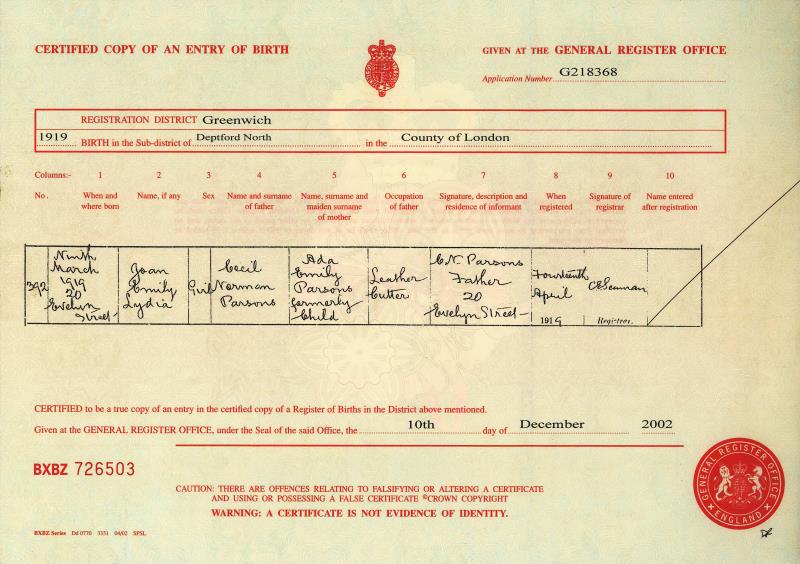 CERTIFIED COPY OF AN ENTRY OF BIRTH
GIVEN AT THE GENERAL REGISTER OFFICE
Application Number G218368
REGISTRATION DISTRICT Greenwich
1919 BIRTH in the Sub-district of Deptford North in the County of London
Columns:- 1 2 3 4 5 6 7 8 9 10
No. When and where born Name, if any Sex Name and surname of father Name, surname and maiden surname of mother Occupation of father Signature, description and residence of informant When registered Signature of registrar Name entered after registration
392
Ninth
March
1919
20
Evelyn
Street
Joan
Emily
Lydia
Girl
Cecil
Norman
Parsons
Ada
Emily
Parsons
formerly
Child
Leather
Cutter
C.N. Parsons
Father
20
Evelyn Street
Fourteenth
April
1919
Registrar.
CERTIFIED to be a true copy of an entry in the certified copy of a Register of Births in the District above mentioned.
Given at the GENERAL REGISTER OFFICE, under the Seal of the said Office, the 10th day of December 2002
BXBZ 726503
CAUTION: THERE ARE OFFENCES RELATING TO FALSIFYING OR ALTERING A CERTIFICATE
AND USING OR POSSESSING A FALSE CERTIFICATE ©CROWN COPYRIGHT
WARNING: A CERTIFICATE IS NOT EVIDENCE OF IDENTITY.
GENERAL REGISTER OFFICE
ENGLAND
BXBZ Series Dd 0770 3331 04/02 SPSL